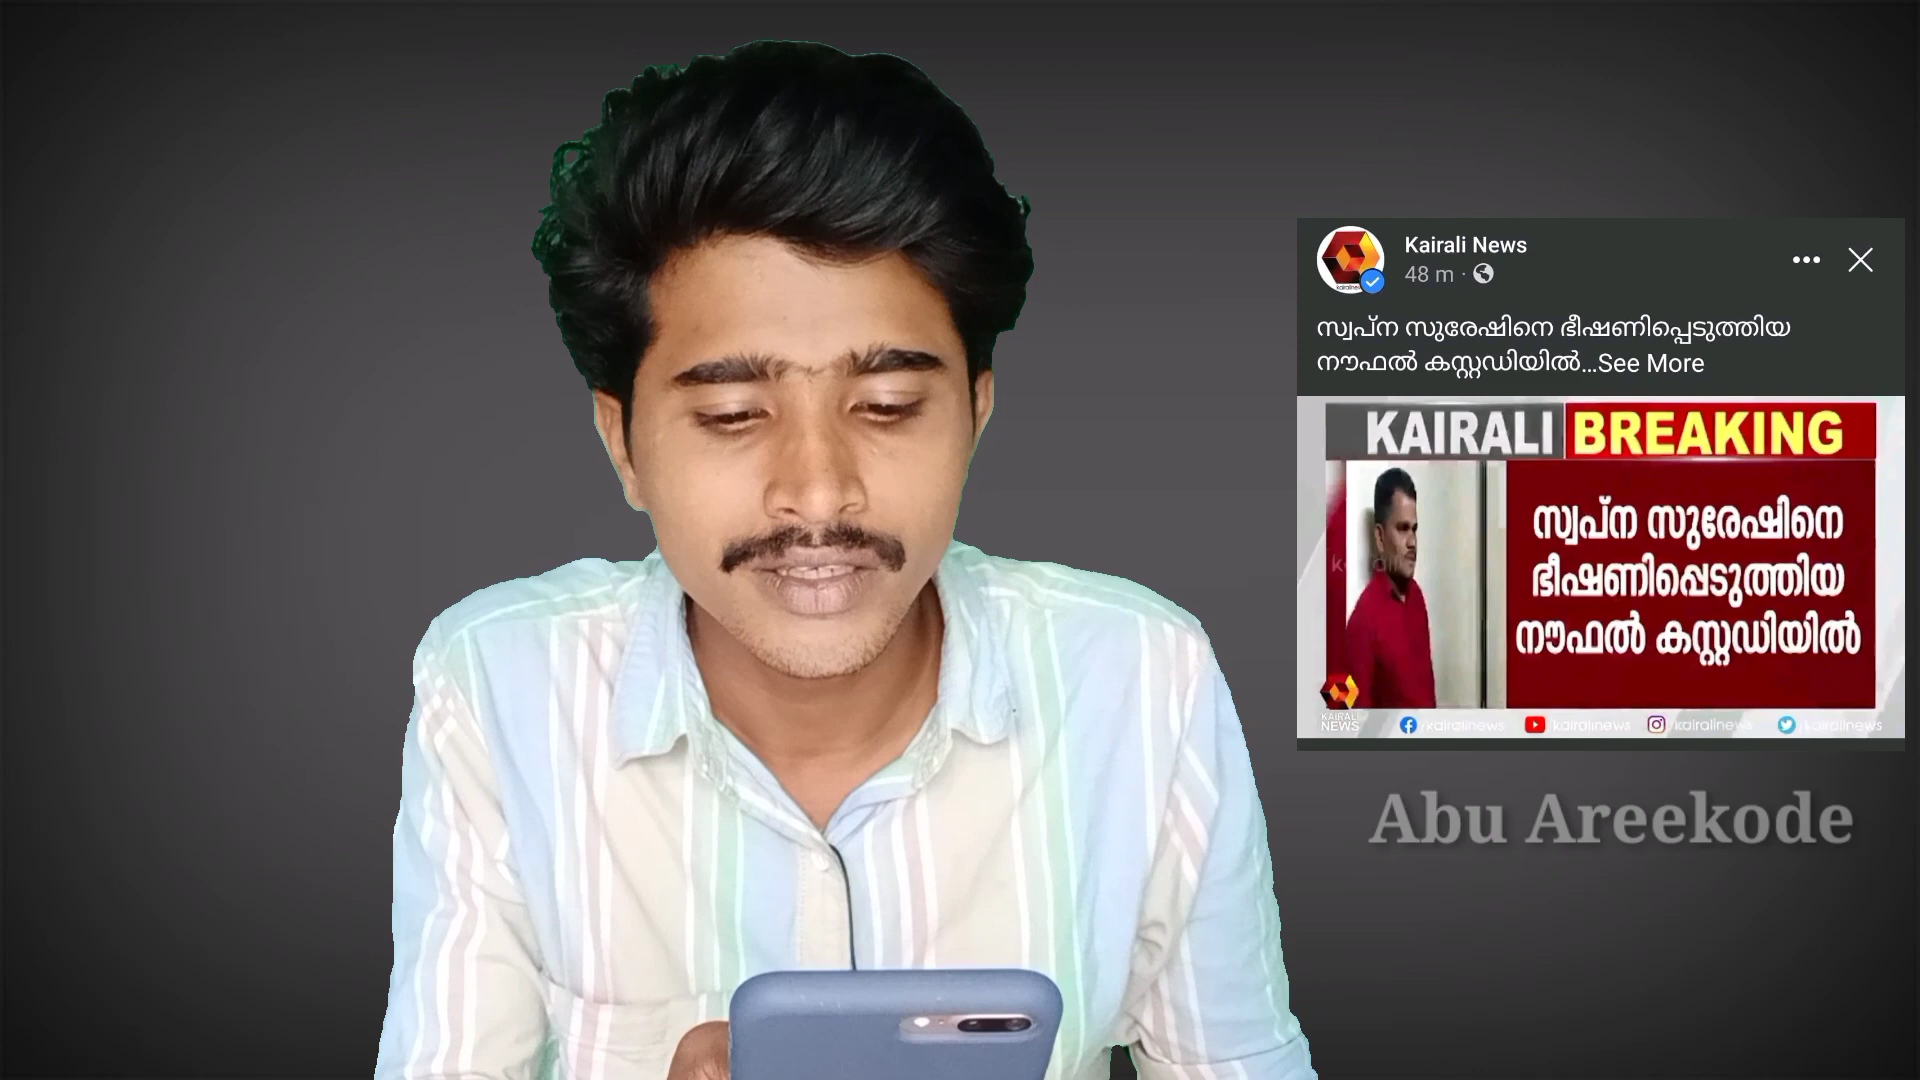 Kairali News
48 m ·
സ്വപ്ന സുരേഷിനെ ഭീഷണിപ്പെടുത്തിയ
നൗഫൽ കസ്റ്റഡിയിൽ...See More
KAIRALI BREAKING
സ്വപ്ന സുരേഷിനെ
ഭീഷണിപ്പെടുത്തിയ
നൗഫൽ കസ്റ്റഡിയിൽ
KAIRALI
NEWS
/kairalinews /kairalinews /kairalinews /kairalinews
Abu Areekode